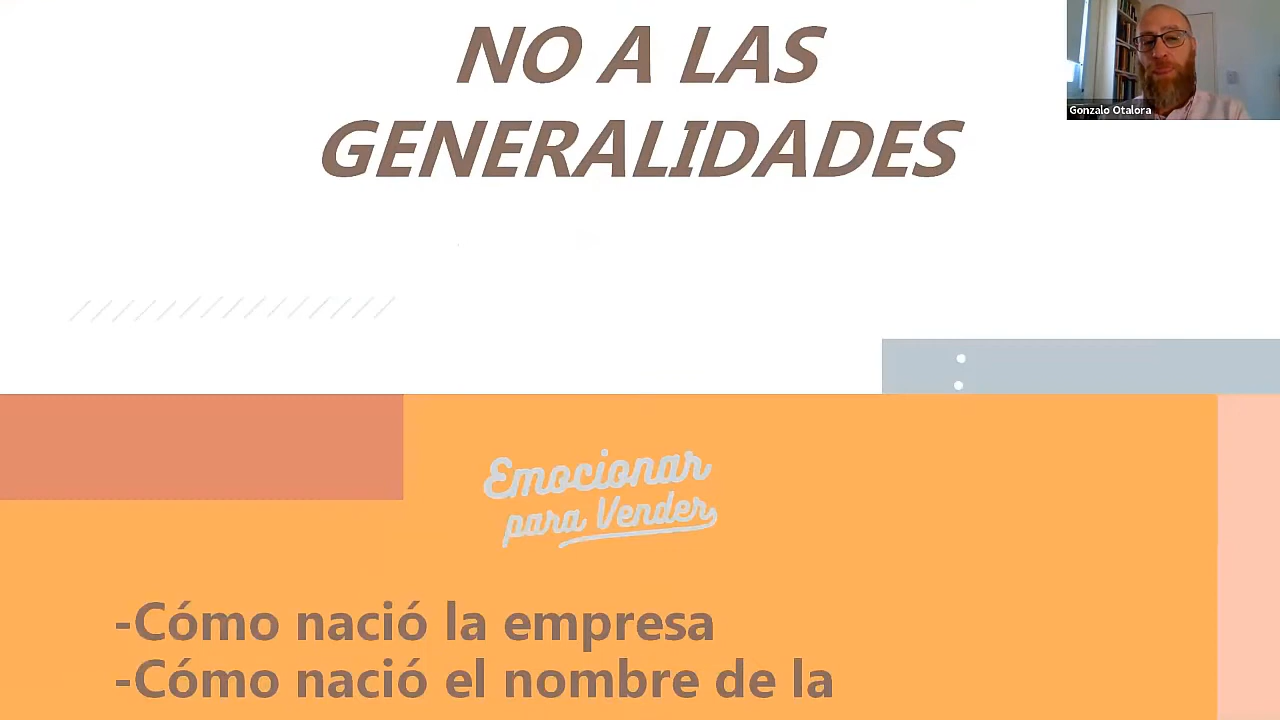 NO A LAS
GENERALIDADES
Gonzalo Otalora
Emocionar
para Vender
-Cómo nació la empresa
-Cómo nació el nombre de la